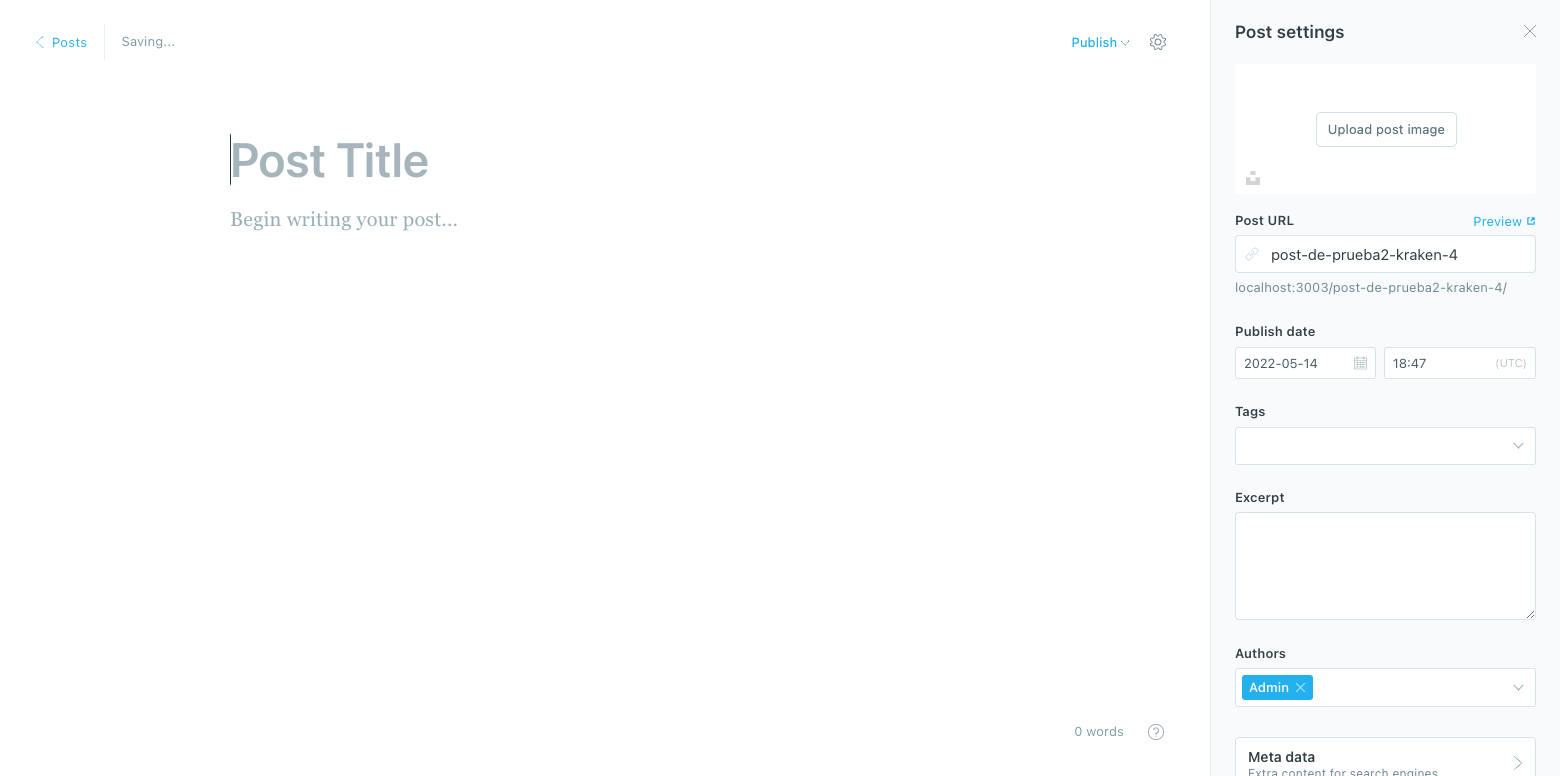 Posts
Saving...
Publish
Post Title
Begin writing your post...
0 words
?
Post settings
Upload post image
Post URL
Preview
post-de-prueba2-kraken-4
localhost:3003/post-de-prueba2-kraken-4/
Publish date
2022-05-14
18:47 (UTC)
Tags
Excerpt
Authors
Admin
Meta data
Extra content for search engines